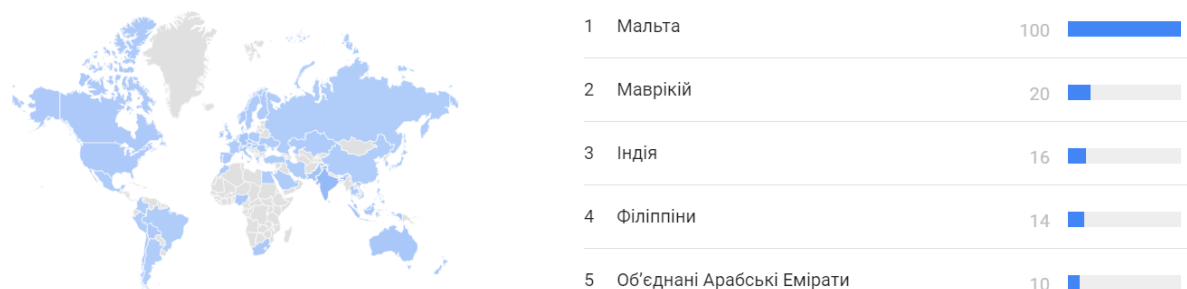 1 Мальта 100
2 Маврікій 20
3 Індія 16
4 Філіппіни 14
5 Об’єднані Арабські Емірати 10